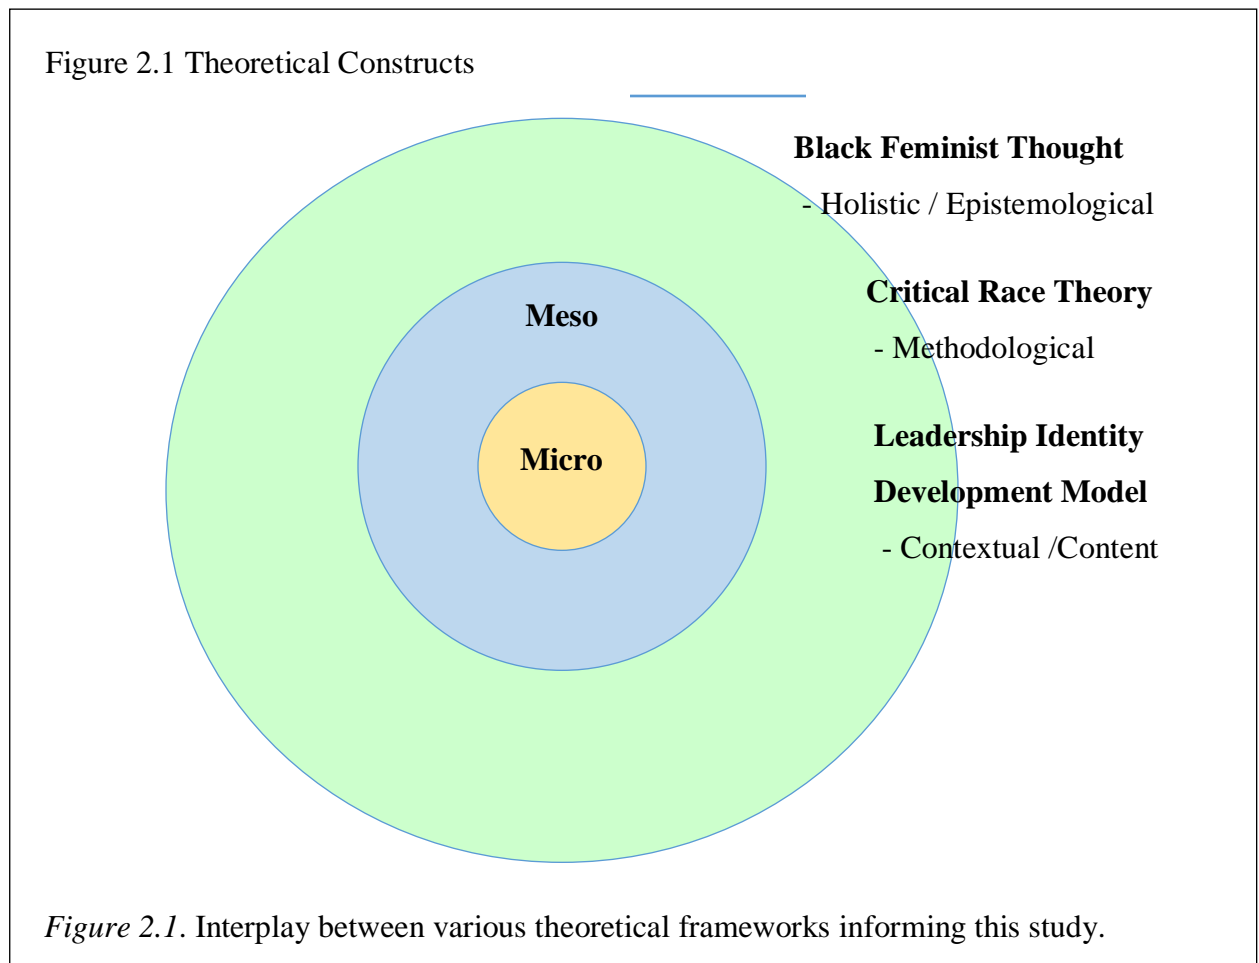 Figure 2.1 Theoretical Constructs
Black Feminist Thought
- Holistic / Epistemological
Critical Race Theory
- Methodological
Meso
Leadership Identity
Development Model
- Contextual /Content
Micro
Figure 2.1. Interplay between various theoretical frameworks informing this study.